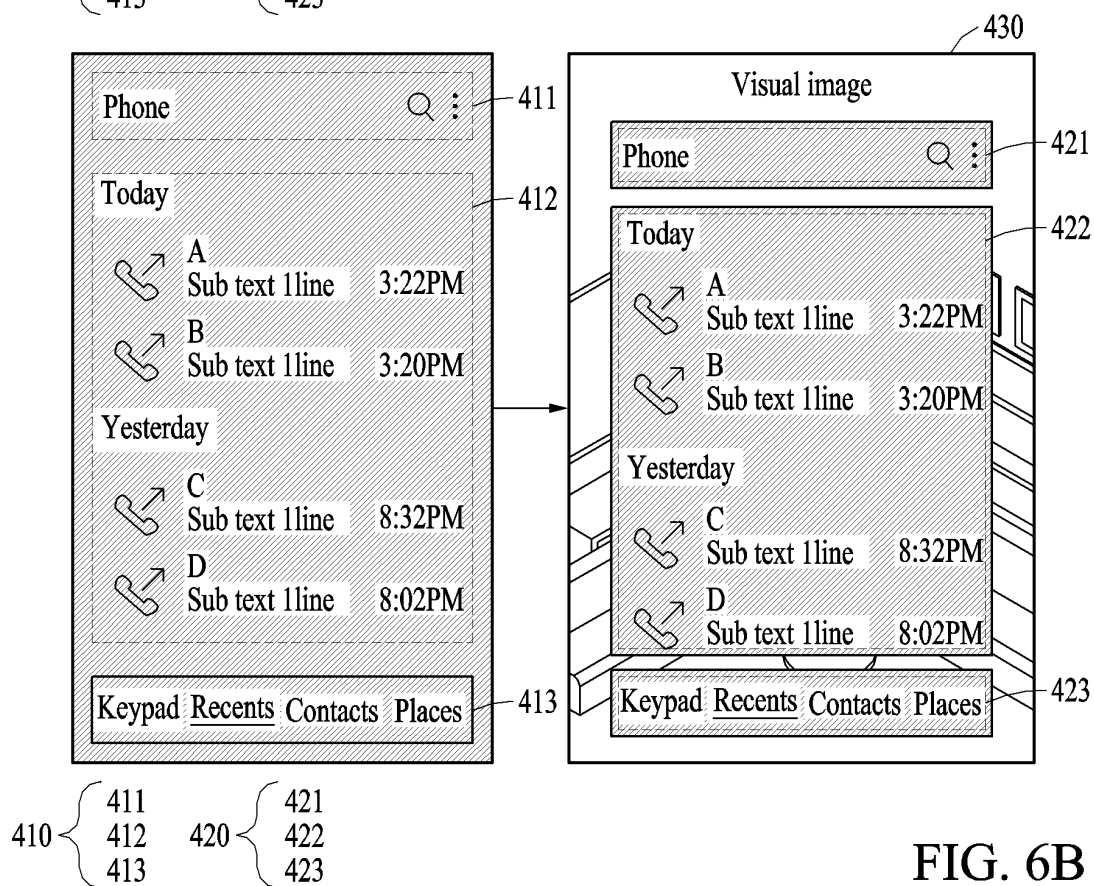 413 423
430
Visual image
Phone 411
Phone 421
Today 412
A
Sub text 1line 3:22PM
B
Sub text 1line 3:20PM
Yesterday
C
Sub text 1line 8:32PM
D
Sub text 1line 8:02PM
Keypad Recents Contacts Places 413
Today 422
A
Sub text 1line 3:22PM
B
Sub text 1line 3:20PM
Yesterday
C
Sub text 1line 8:32PM
D
Sub text 1line 8:02PM
Keypad Recents Contacts Places 423
410 411 412 413
420 421 422 423
FIG. 6B